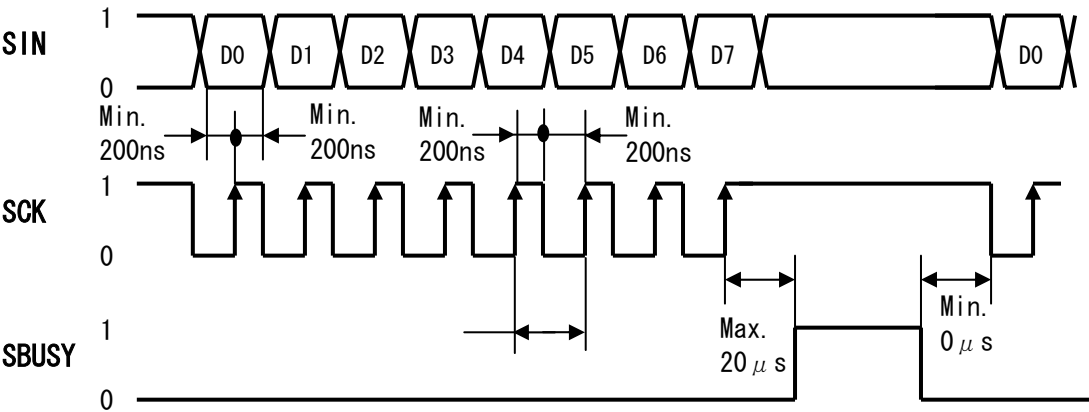 1
SIN
D0 D1 D2 D3 D4 D5 D6 D7 D0
0
Min. 200ns
Min. 200ns
Min. 200ns
Min. 200ns
1
SCK
0
Max. 20μs
Min. 0μs
1
SBUSY
0